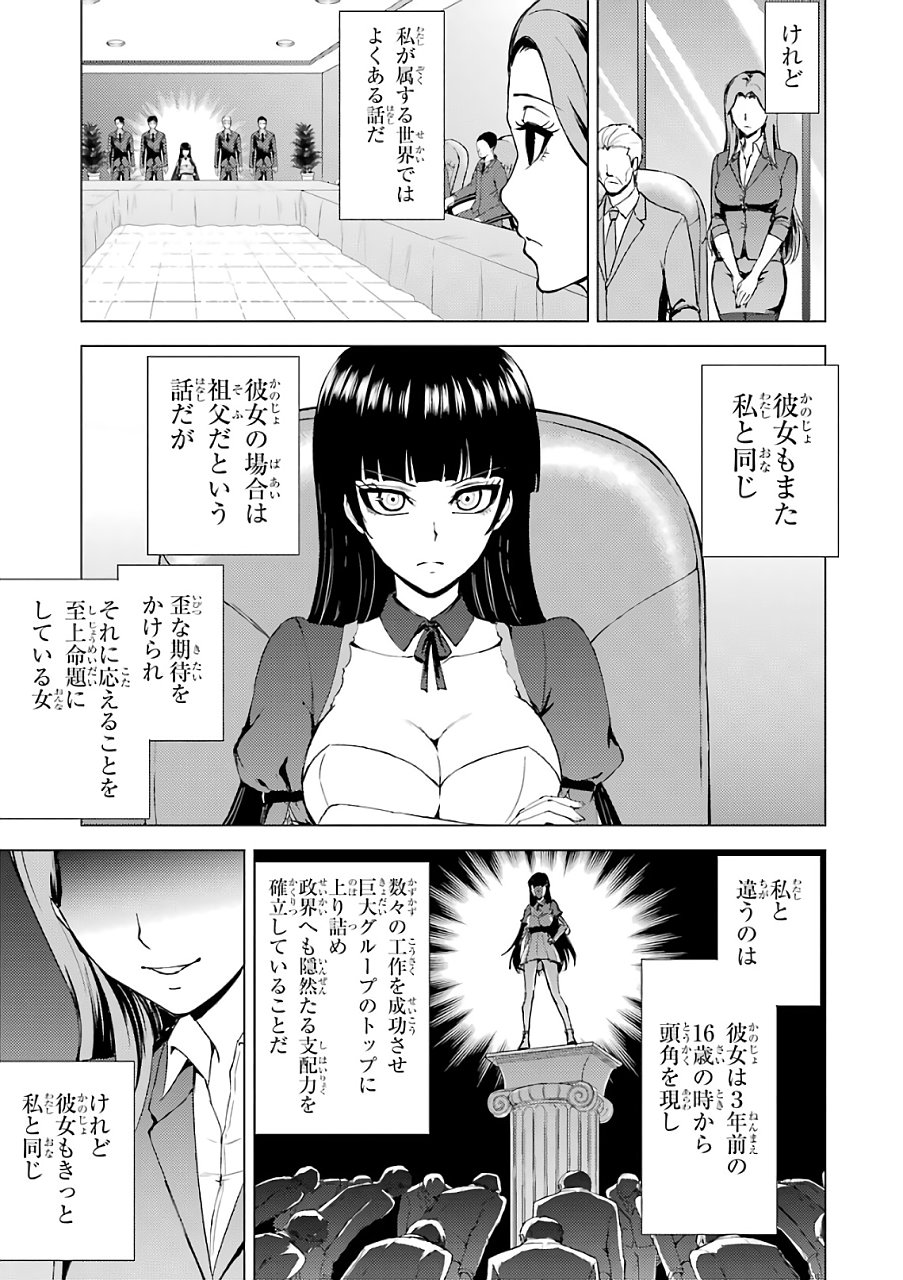 けれど
私が属する世界では
よくある話だ
彼女もまた
私と同じ
彼女の場合は
祖父だという
話だが
歪な期待を
かけられ
それに応えることを
至上命題に
している女
私と
違うのは
彼女は3年前の
16歳の時から
頭角を現し
数々の工作を成功させ
巨大グループのトップに
上り詰め
政界へも隠然たる支配力を
確立していることだ
けれど
彼女もきっと
私と同じ